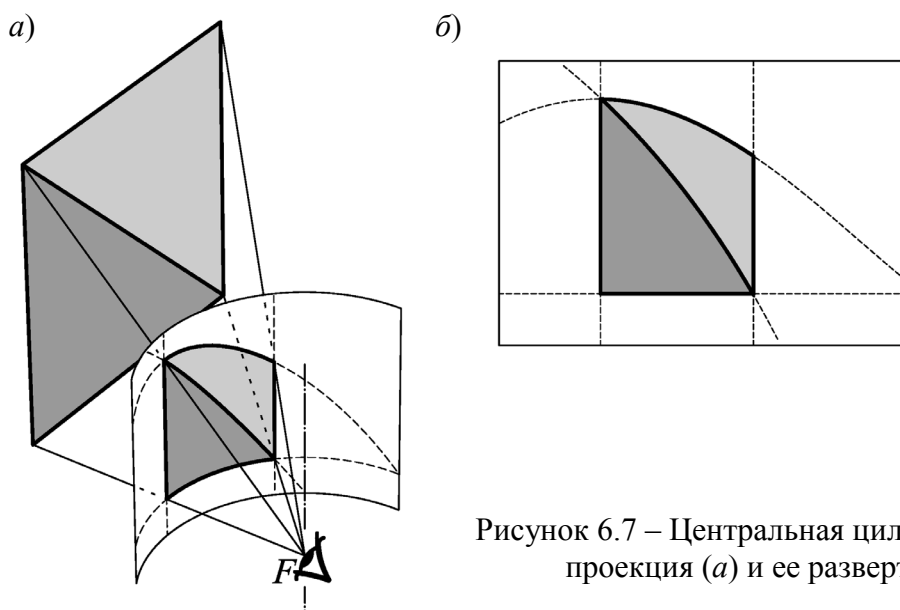 а)
б)
F
Рисунок 6.7 – Центральная цил
проекция (а) и ее разверт